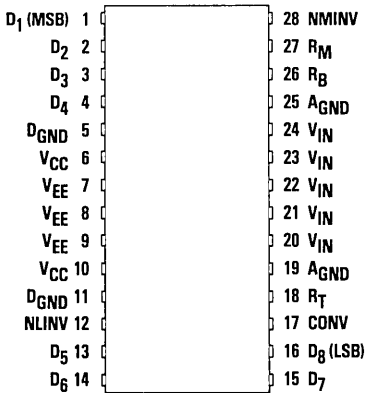 D1 (MSB) 1 28 NMINV
D2 2 27 RM
D3 3 26 RB
D4 4 25 AGND
DGND 5 24 VIN
VCC 6 23 VIN
VEE 7 22 VIN
VEE 8 21 VIN
VEE 9 20 VIN
VCC 10 19 AGND
DGND 11 18 RT
NLINV 12 17 CONV
D5 13 16 D8 (LSB)
D6 14 15 D7